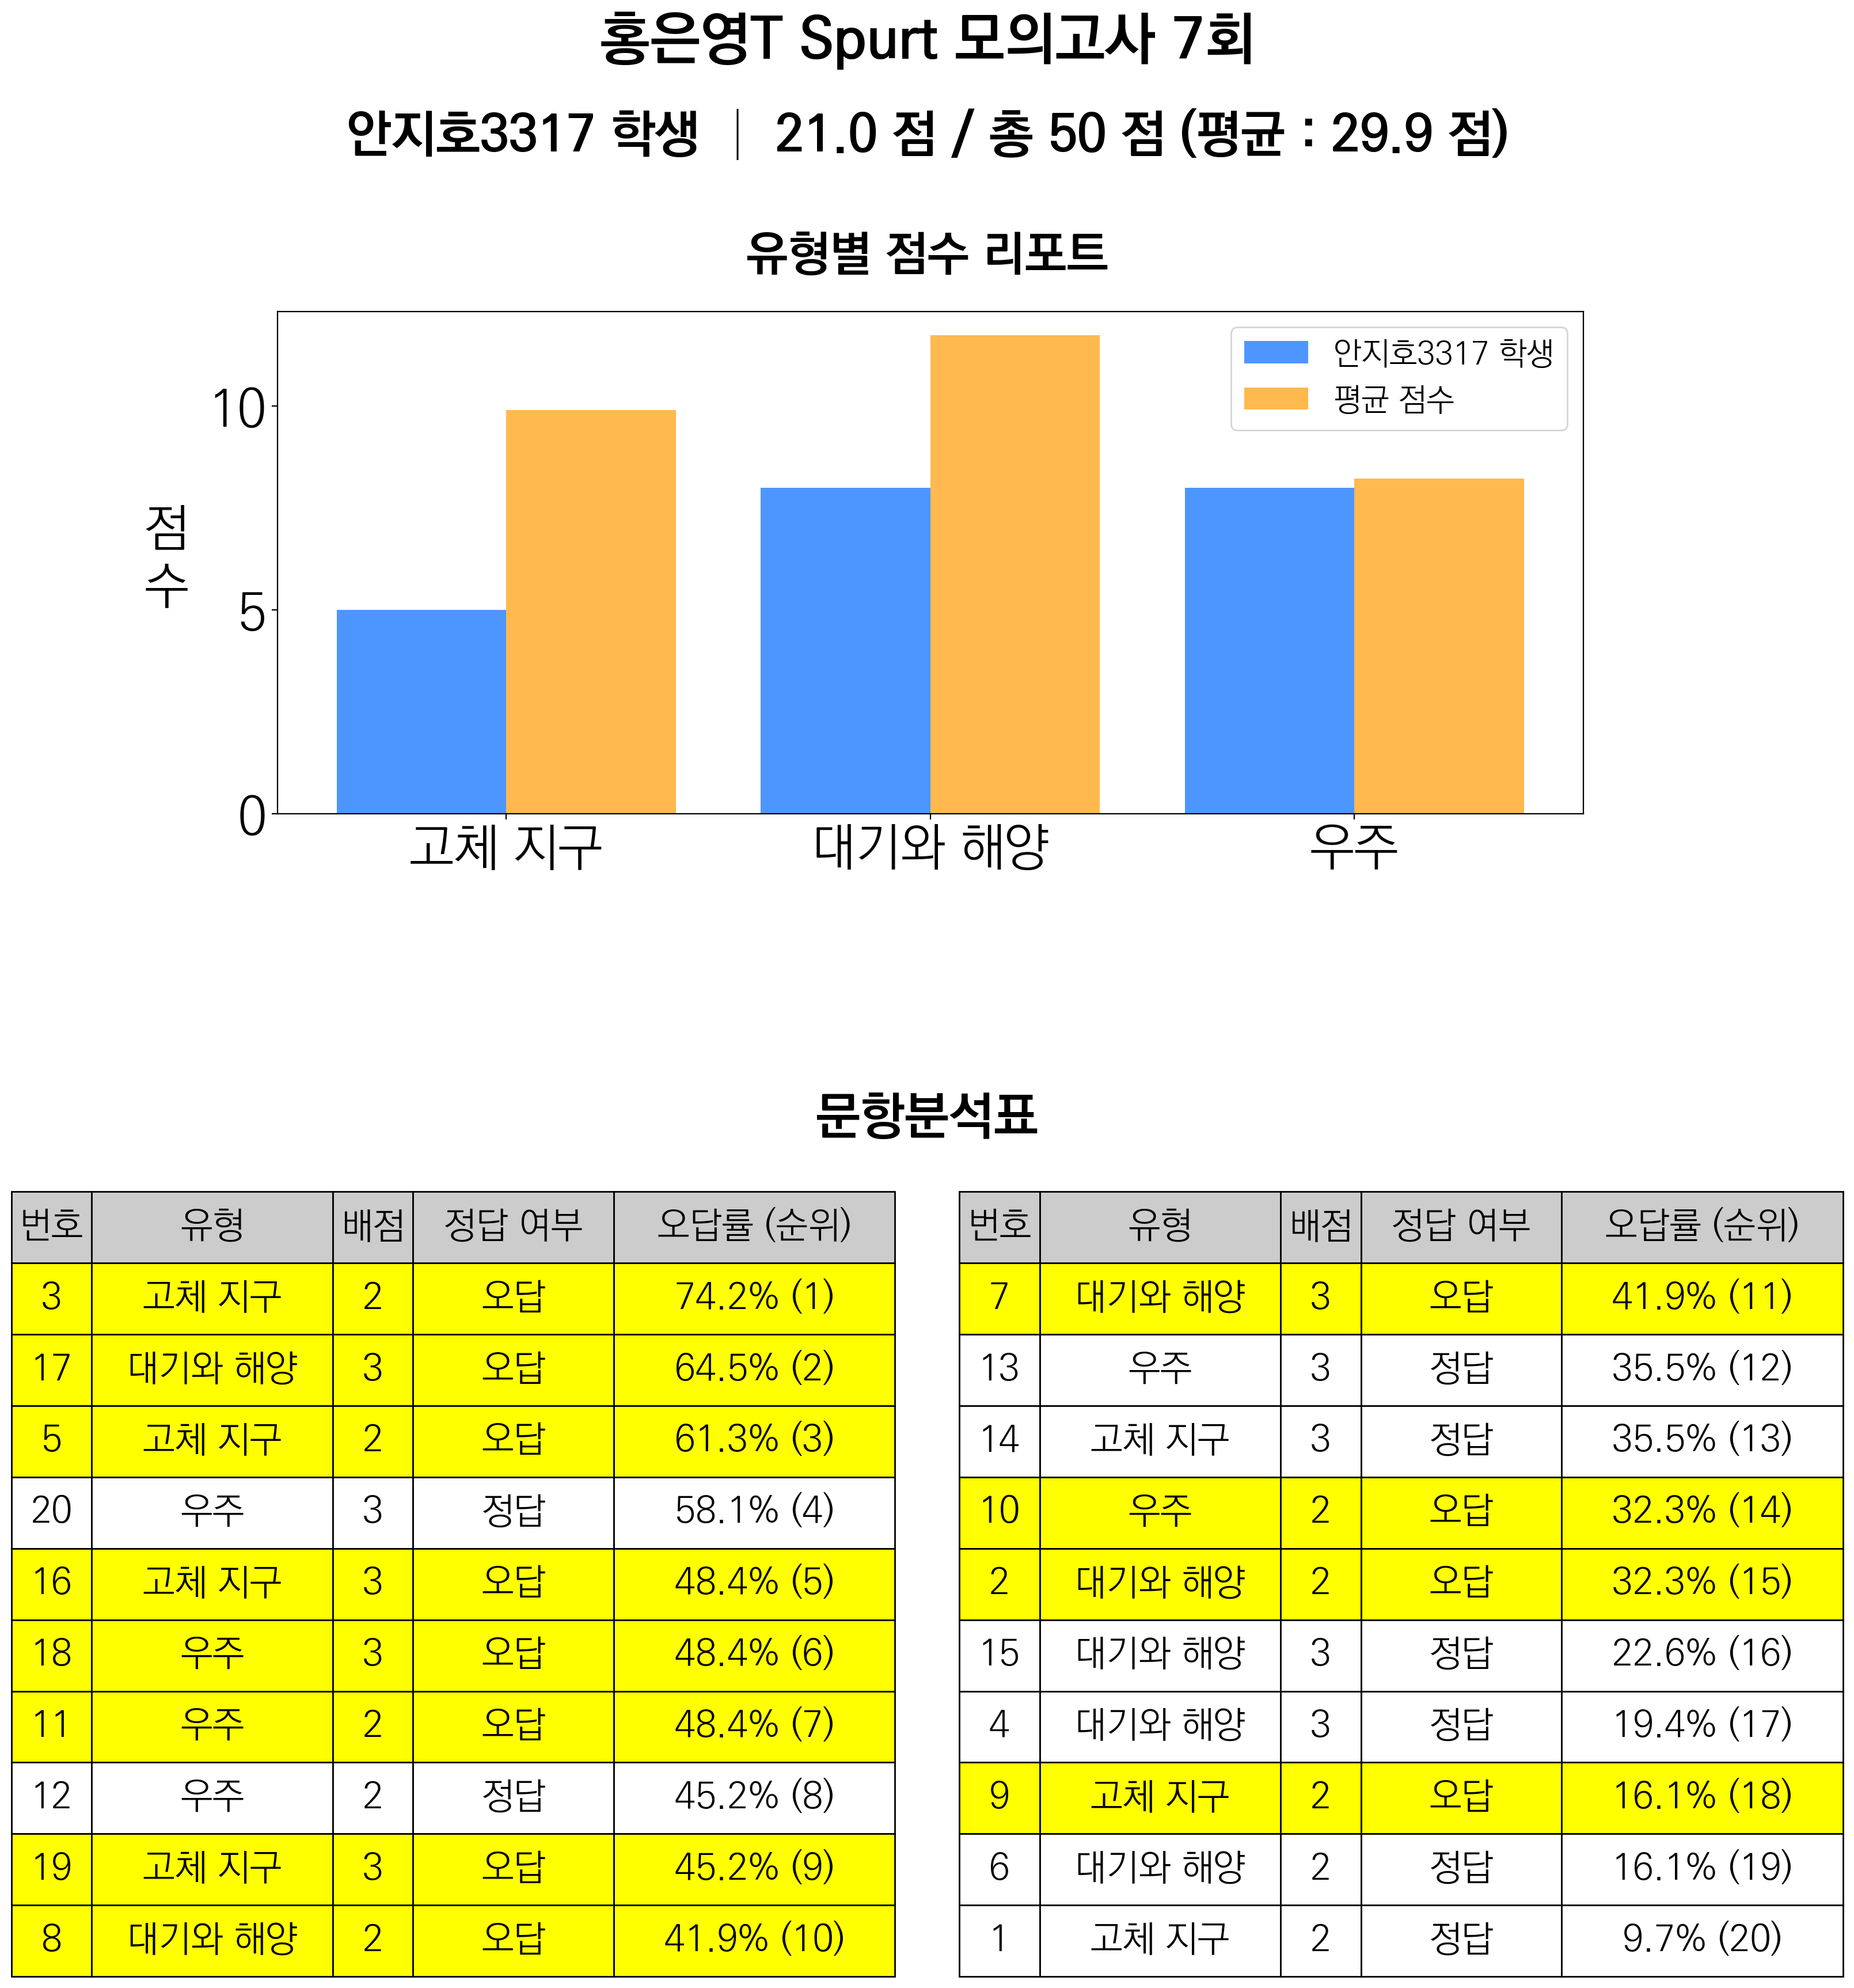 홍은영T Spurt 모의고사 7회
안지호3317 학생 │ 21.0 점 / 총 50 점 (평균 : 29.9 점)
유형별 점수 리포트
안지호3317 학생
평균 점수
10
5
0
점수
고체 지구 대기와 해양 우주
문항분석표
번호 유형 배점 정답 여부 오답률 (순위)
3 고체 지구 2 오답 74.2% (1)
17 대기와 해양 3 오답 64.5% (2)
5 고체 지구 2 오답 61.3% (3)
20 우주 3 정답 58.1% (4)
16 고체 지구 3 오답 48.4% (5)
18 우주 3 오답 48.4% (6)
11 우주 2 오답 48.4% (7)
12 우주 2 정답 45.2% (8)
19 고체 지구 3 오답 45.2% (9)
8 대기와 해양 2 오답 41.9% (10)
번호 유형 배점 정답 여부 오답률 (순위)
7 대기와 해양 3 오답 41.9% (11)
13 우주 3 정답 35.5% (12)
14 고체 지구 3 정답 35.5% (13)
10 우주 2 오답 32.3% (14)
2 대기와 해양 2 오답 32.3% (15)
15 대기와 해양 3 정답 22.6% (16)
4 대기와 해양 3 정답 19.4% (17)
9 고체 지구 2 오답 16.1% (18)
6 대기와 해양 2 정답 16.1% (19)
1 고체 지구 2 정답 9.7% (20)